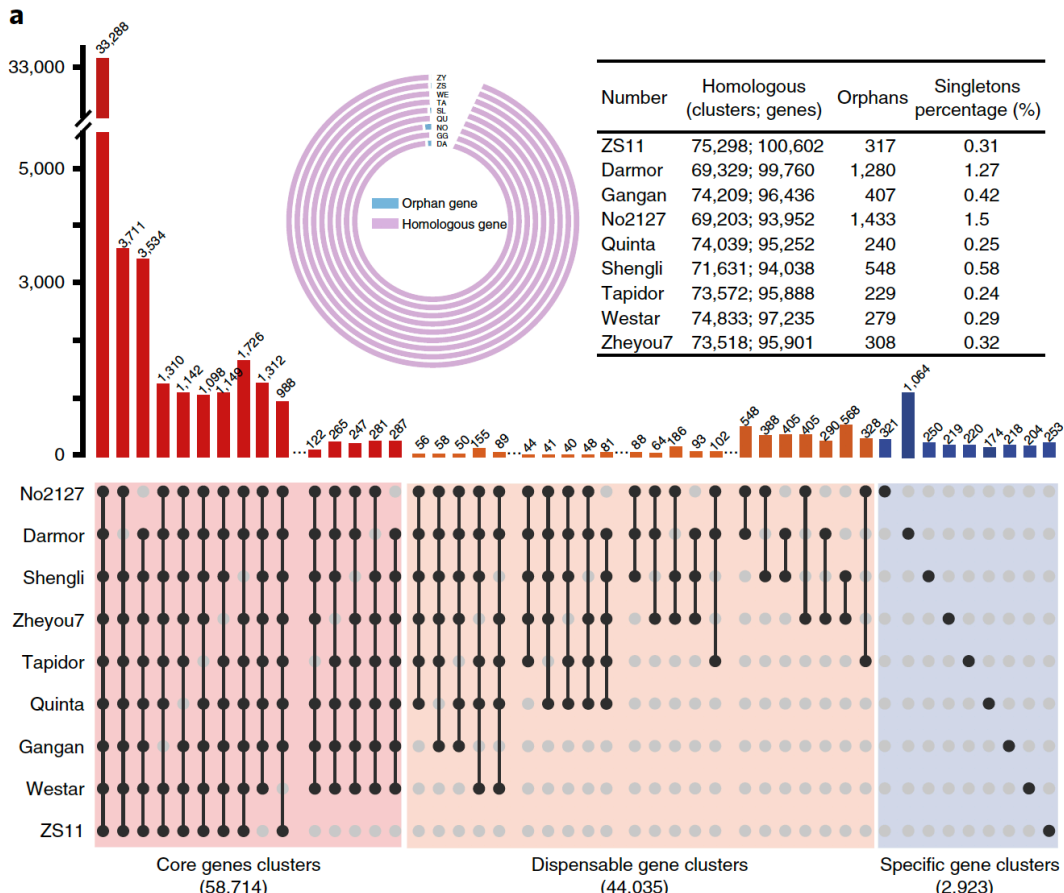 a
33,288
33,000
5,000
3,000
0
3,711
3,534
1,310
1,142
1,098
1,149
1,726
1,312
988
122
265
247
281
287
56
58
50
155
89
44
41
40
48
81
88
64
186
93
102
548
388
405
405
290
568
328
321
1,064
250
219
220
174
218
204
253
ZY
ZS
WE
TA
SL
QU
NO
GG
DA
Orphan gene
Homologous gene
Number Homologous (clusters; genes) Orphans Singletons percentage (%)
ZS11 75,298; 100,602 317 0.31
Darmor 69,329; 99,760 1,280 1.27
Gangan 74,209; 96,436 407 0.42
No2127 69,203; 93,952 1,433 1.5
Quinta 74,039; 95,252 240 0.25
Shengli 71,631; 94,038 548 0.58
Tapidor 73,572; 95,888 229 0.24
Westar 74,833; 97,235 279 0.29
Zheyou7 73,518; 95,901 308 0.32
No2127
Darmor
Shengli
Zheyou7
Tapidor
Quinta
Gangan
Westar
ZS11
Core genes clusters
(58,714)
Dispensable gene clusters
(44,035)
Specific gene clusters
(2,923)